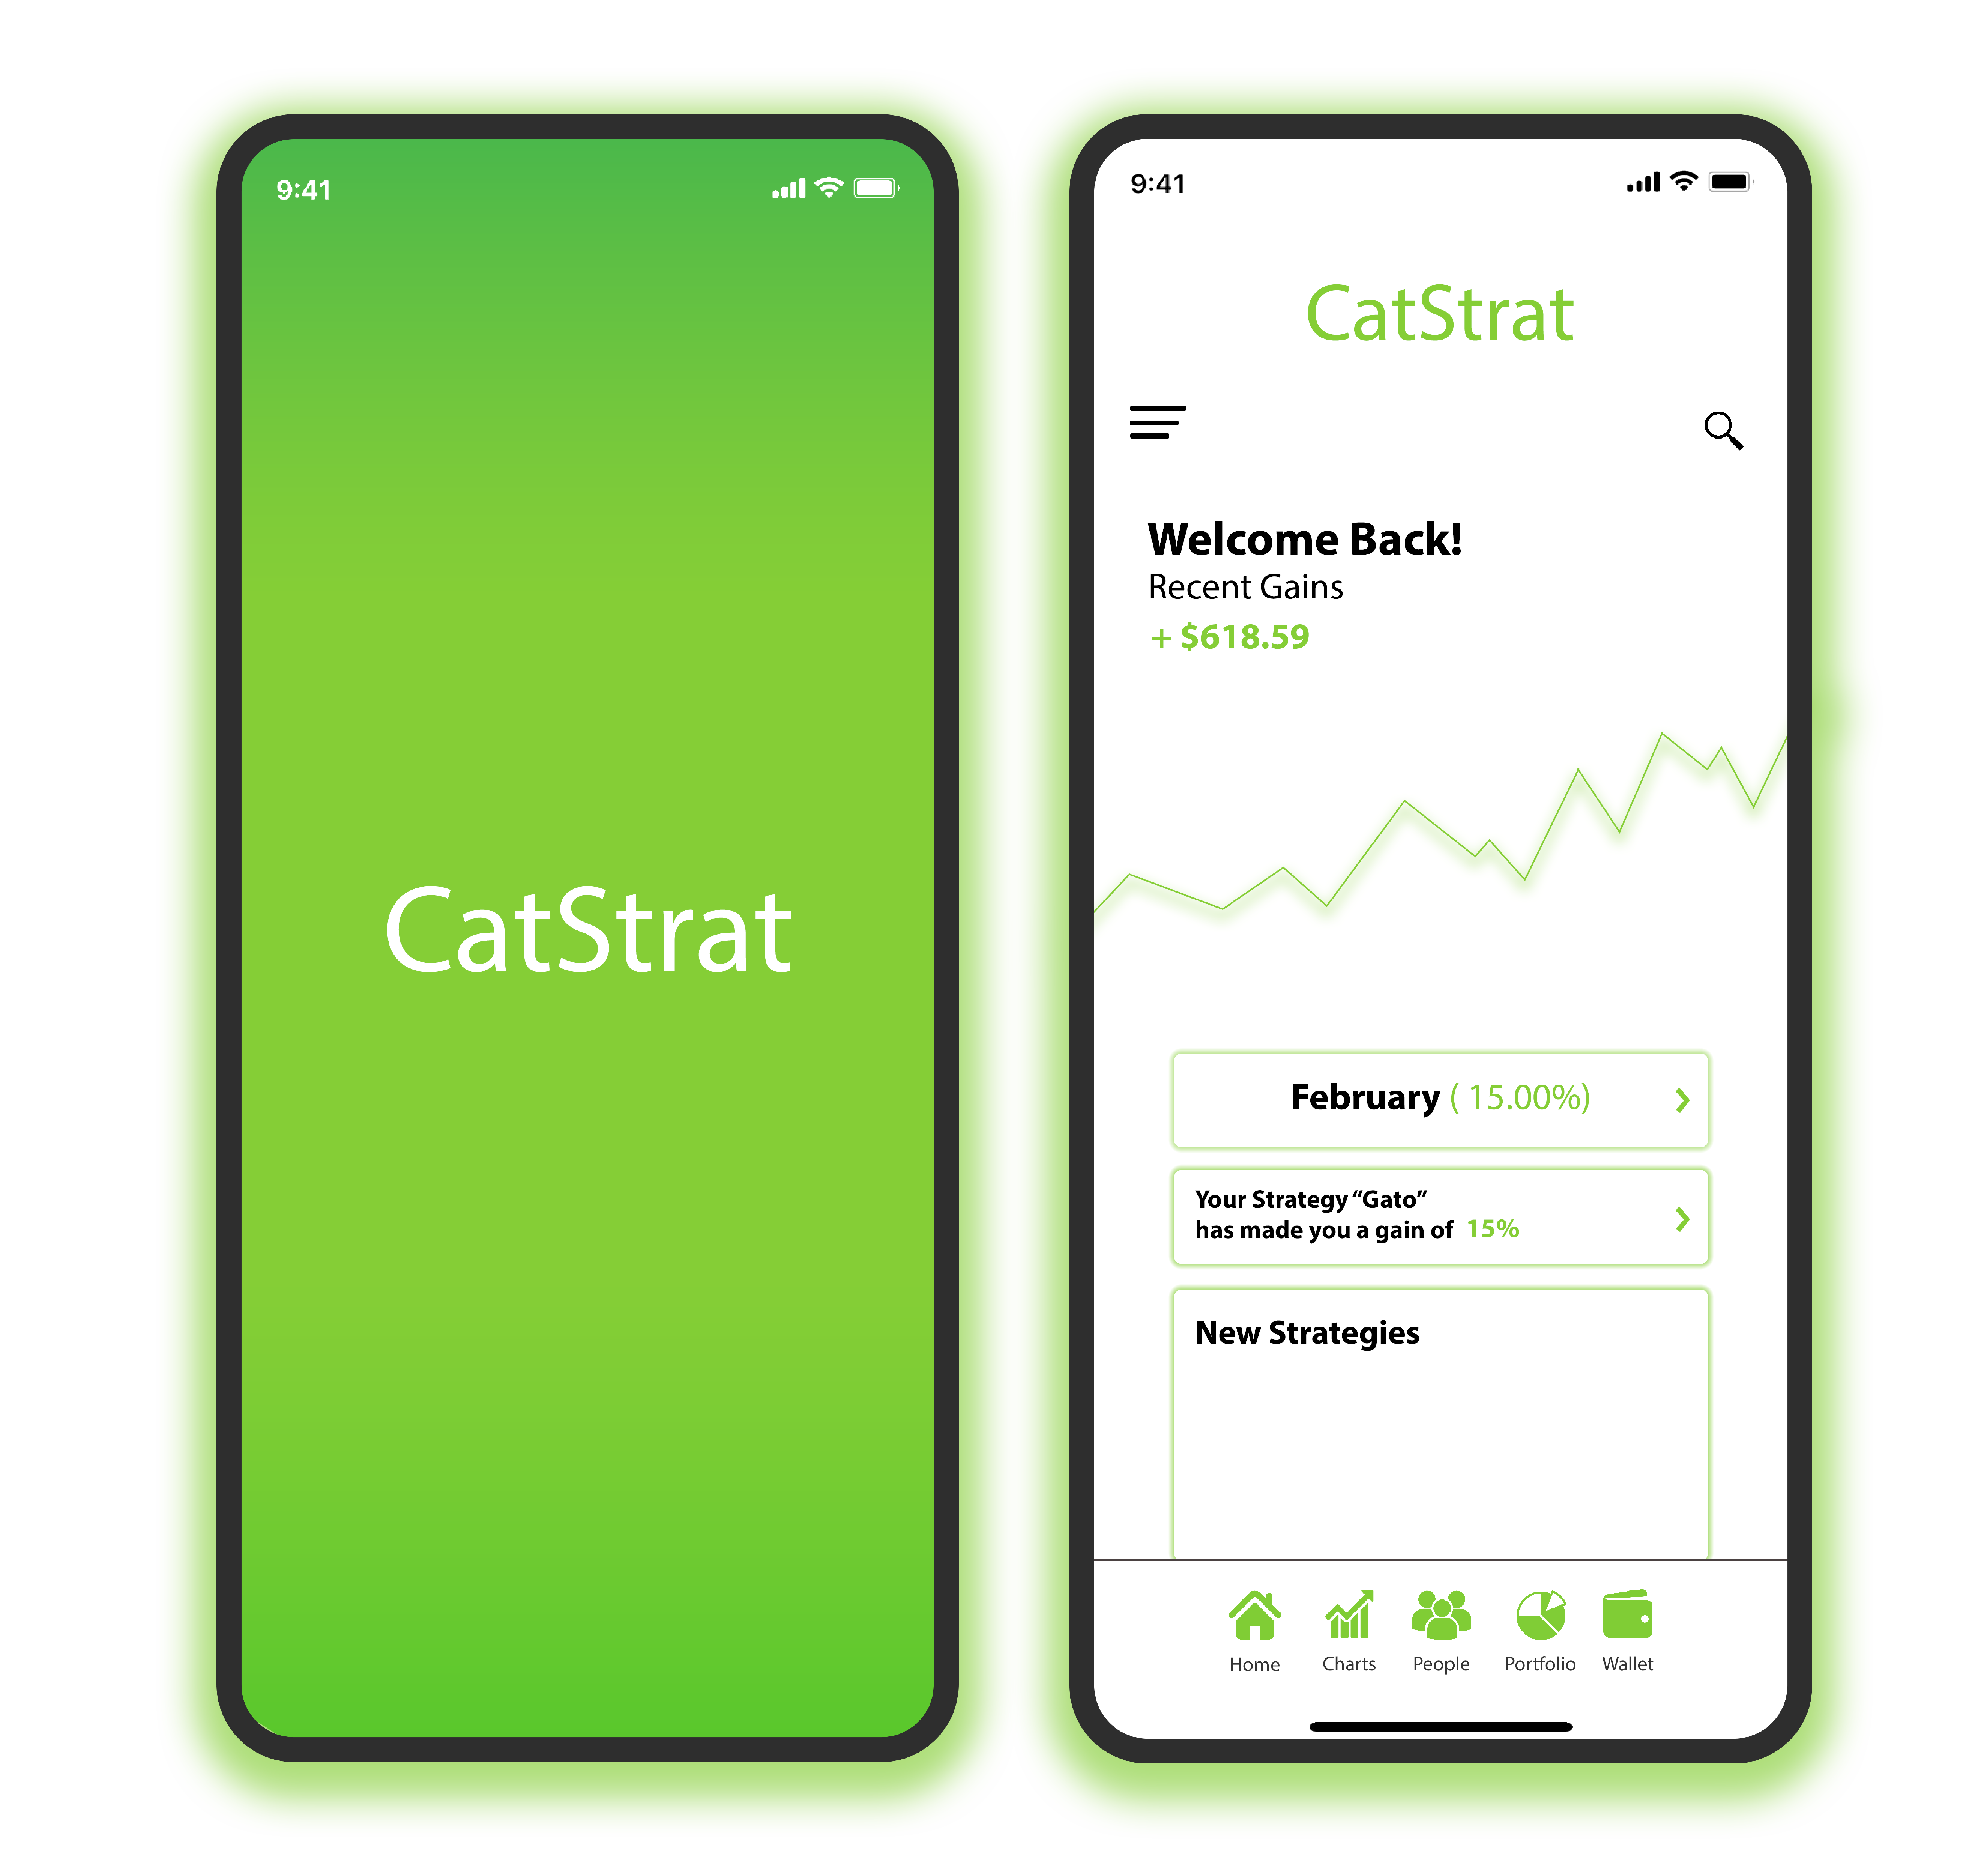 9:41
CatStrat
9:41
CatStrat
Welcome Back!
Recent Gains
+ $618.59
February ( 15.00%)
Your Strategy “Gato”
has made you a gain of 15%
New Strategies
Home Charts People Portfolio Wallet